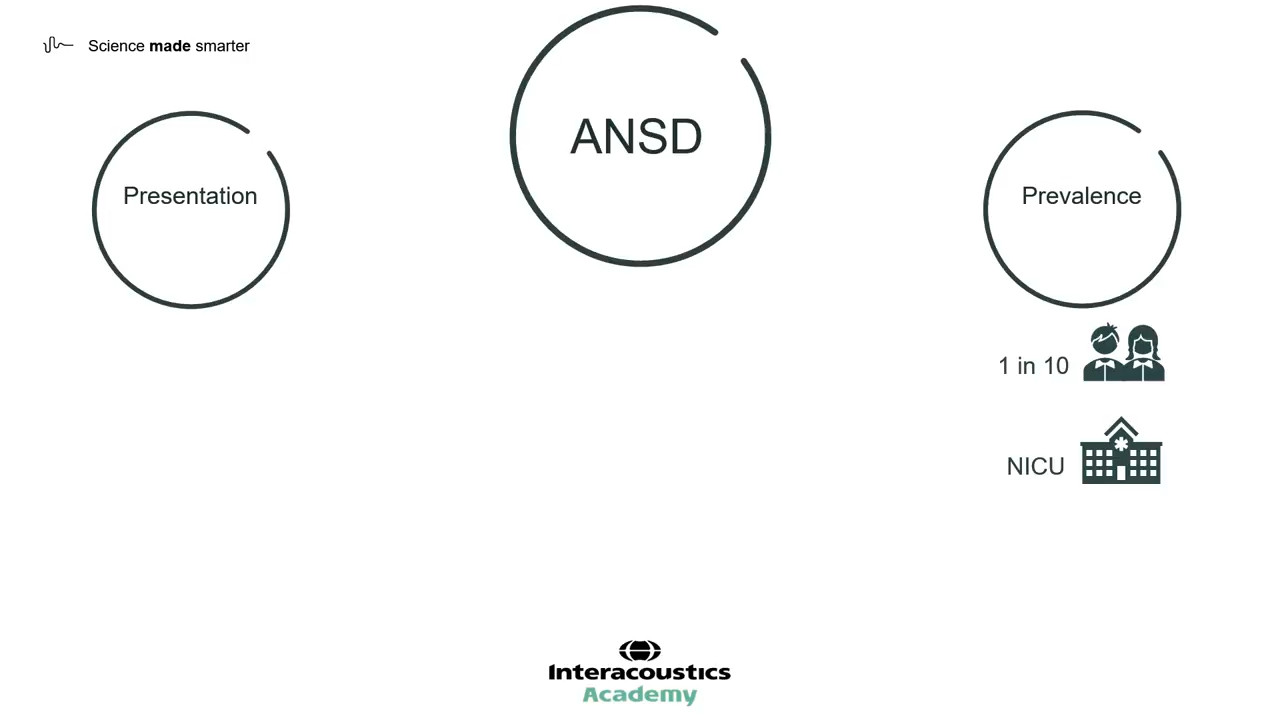 Science made smarter
ANSD
Presentation
Prevalence
1 in 10
NICU
Interacoustics
Academy